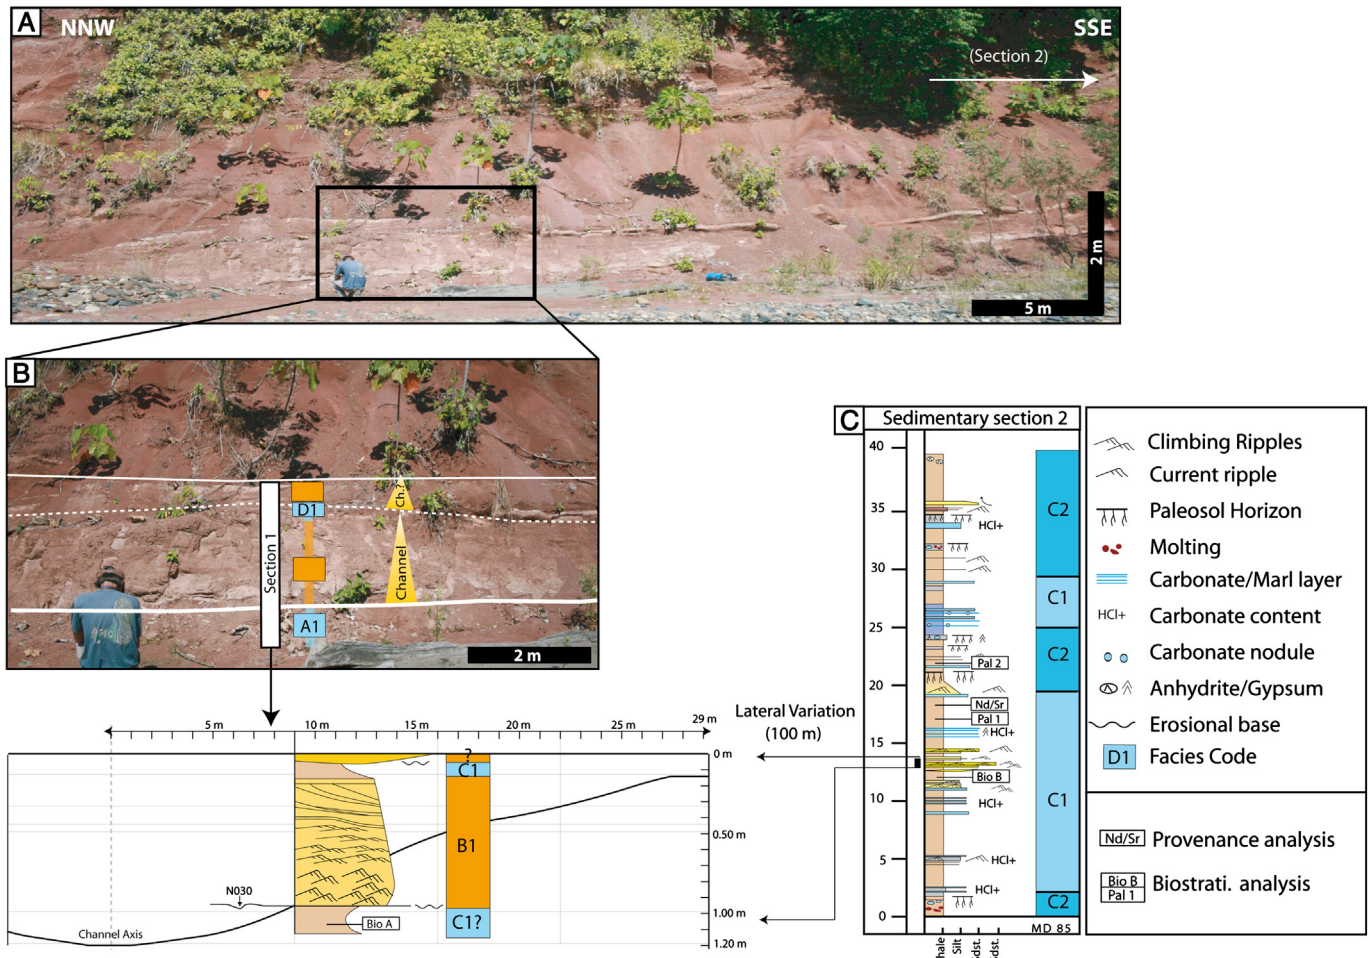 A
NNW
SSE
(Section 2)
2 m
5 m
B
Section 1
D1
A1
Ch.?
Channel
2 m
5 m
10 m
15 m
20 m
25 m
29 m
Lateral Variation
(100 m)
0 m
0.50 m
1.00 m
1.20 m
?
C1
B1
C1?
N030
Bio A
Channel Axis
C
Sedimentary section 2
40
35
30
25
20
15
10
5
0
HCl+
Pal 2
Nd/Sr
Pal 1
HCl+
Bio B
HCl+
HCl+
HCl+
C2
C1
C2
C1
C2
MD 85
hale
Silt
dst.
dst.
Climbing Ripples
Current ripple
Paleosol Horizon
Molting
Carbonate/Marl layer
HCl+ Carbonate content
Carbonate nodule
Anhydrite/Gypsum
Erosional base
D1 Facies Code
Nd/Sr Provenance analysis
Bio B
Pal 1
Biostrati. analysis